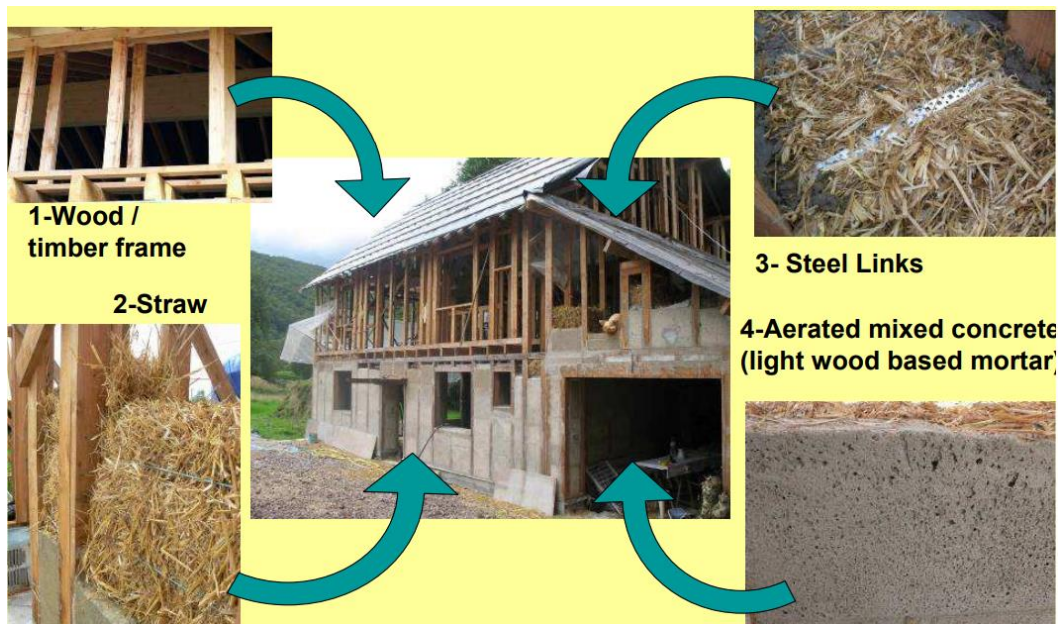 1-Wood /
timber frame
2-Straw
3- Steel Links
4-Aerated mixed concrete
(light wood based mortar)